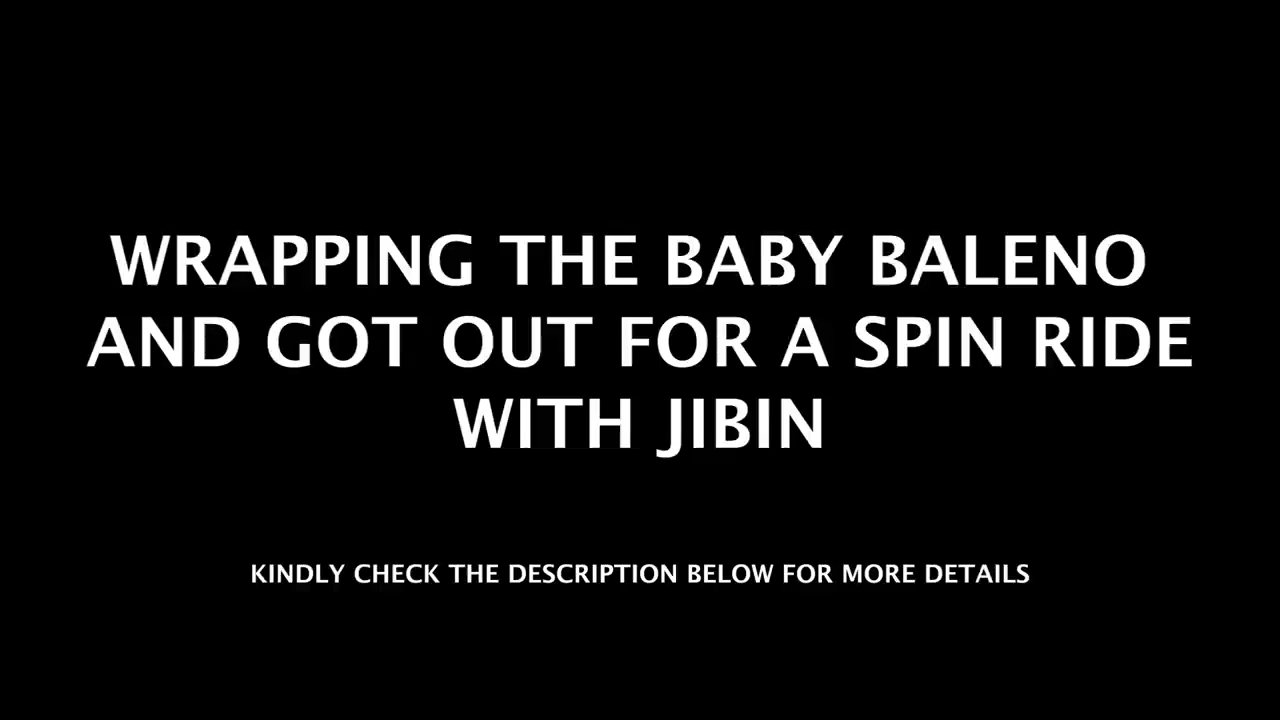 WRAPPING THE BABY BALENO
AND GOT OUT FOR A SPIN RIDE
WITH JIBIN
KINDLY CHECK THE DESCRIPTION BELOW FOR MORE DETAILS